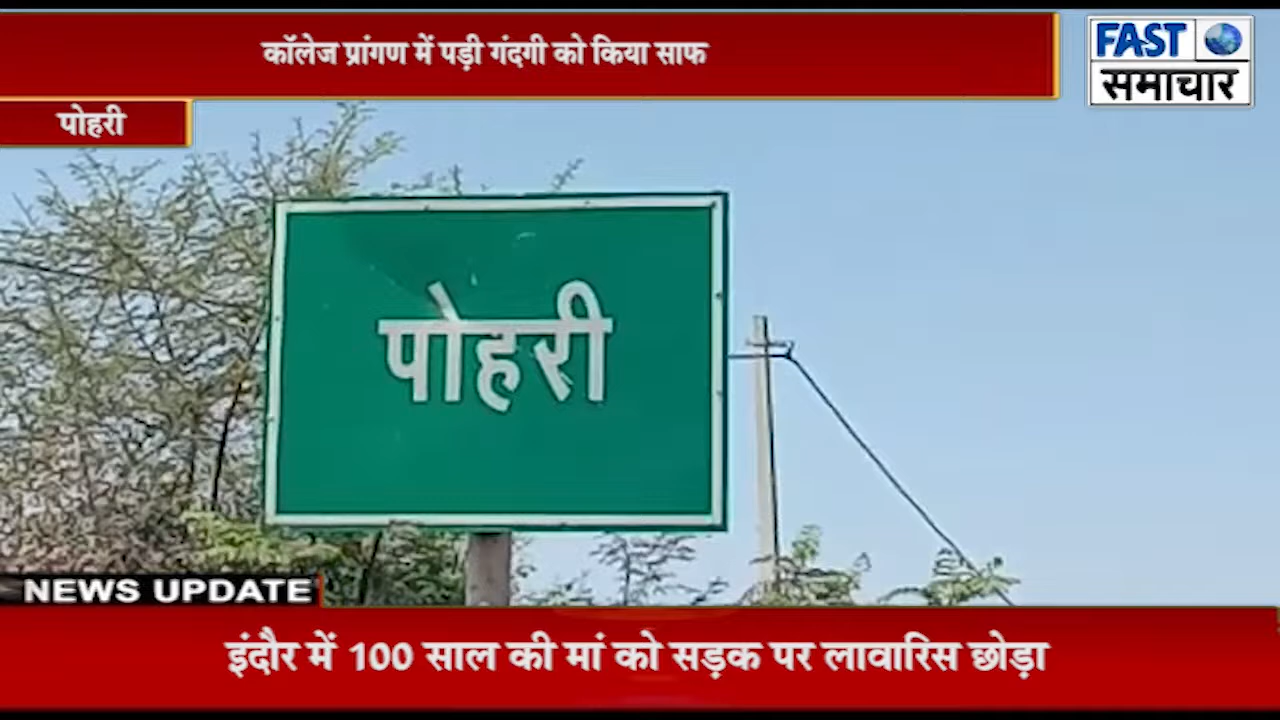 कॉलेज प्रांगण में पड़ी गंदगी को किया साफ
FAST
समाचार
पोहरी
पोहरी
NEWS UPDATE
इंदौर में 100 साल की मां को सड़क पर लावारिस छोड़ा